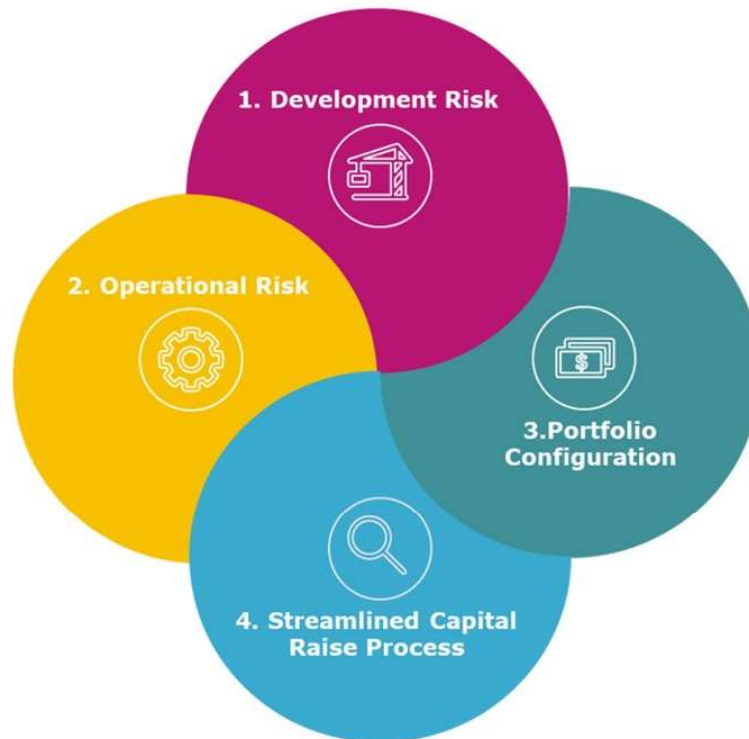 1. Development Risk
2. Operational Risk
$
3.Portfolio
Configuration
4. Streamlined Capital
Raise Process